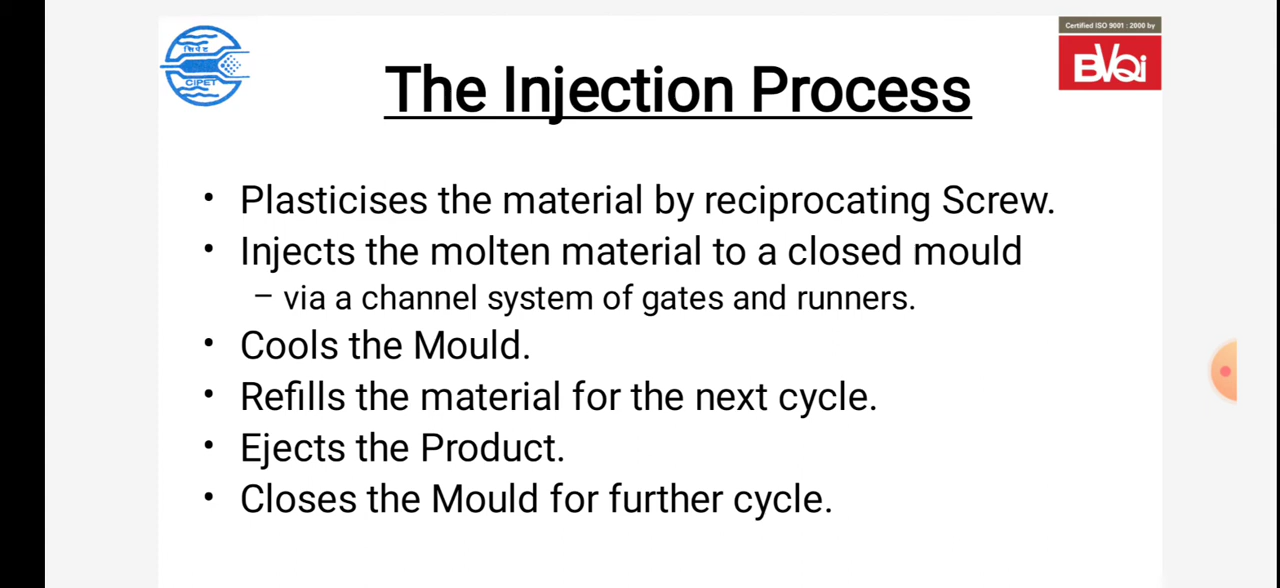 सिपेट
CIPET
Certified ISO 9001 : 2000 by
BVQi
The Injection Process
• Plasticises the material by reciprocating Screw.
• Injects the molten material to a closed mould
– via a channel system of gates and runners.
• Cools the Mould.
• Refills the material for the next cycle.
• Ejects the Product.
• Closes the Mould for further cycle.